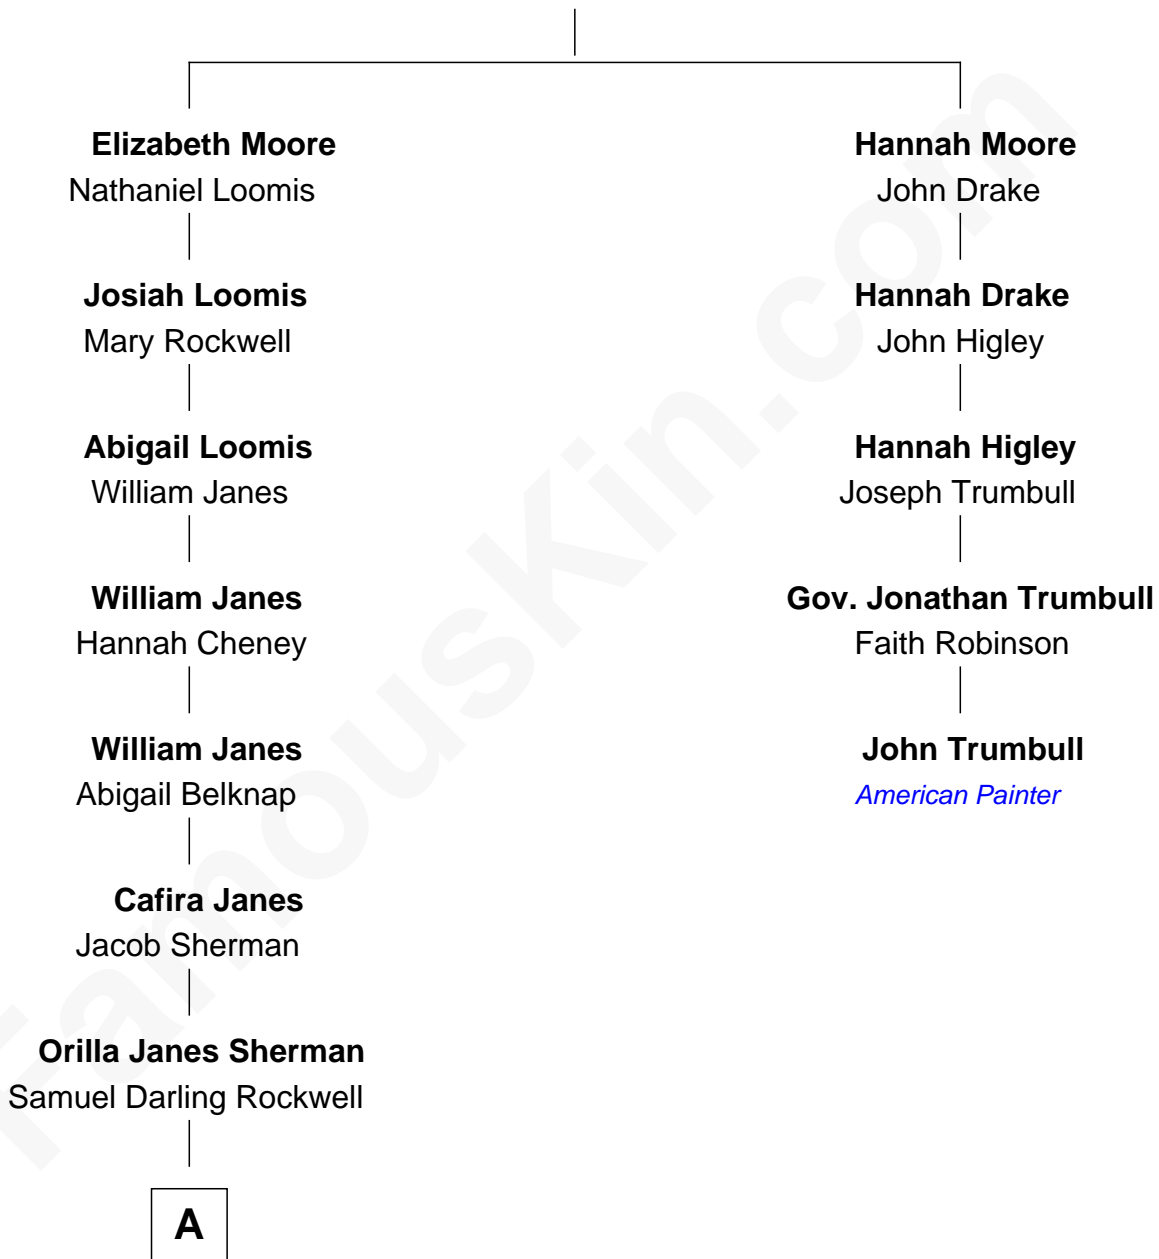 Elizabeth Moore
Nathaniel Loomis
Josiah Loomis
Mary Rockwell
Abigail Loomis
William Janes
William Janes
Hannah Cheney
William Janes
Abigail Belknap
Cafira Janes
Jacob Sherman
Orilla Janes Sherman
Samuel Darling Rockwell
A
Hannah Moore
John Drake
Hannah Drake
John Higley
Hannah Higley
Joseph Trumbull
Gov. Jonathan Trumbull
Faith Robinson
John Trumbull
American Painter
FamousKin.com